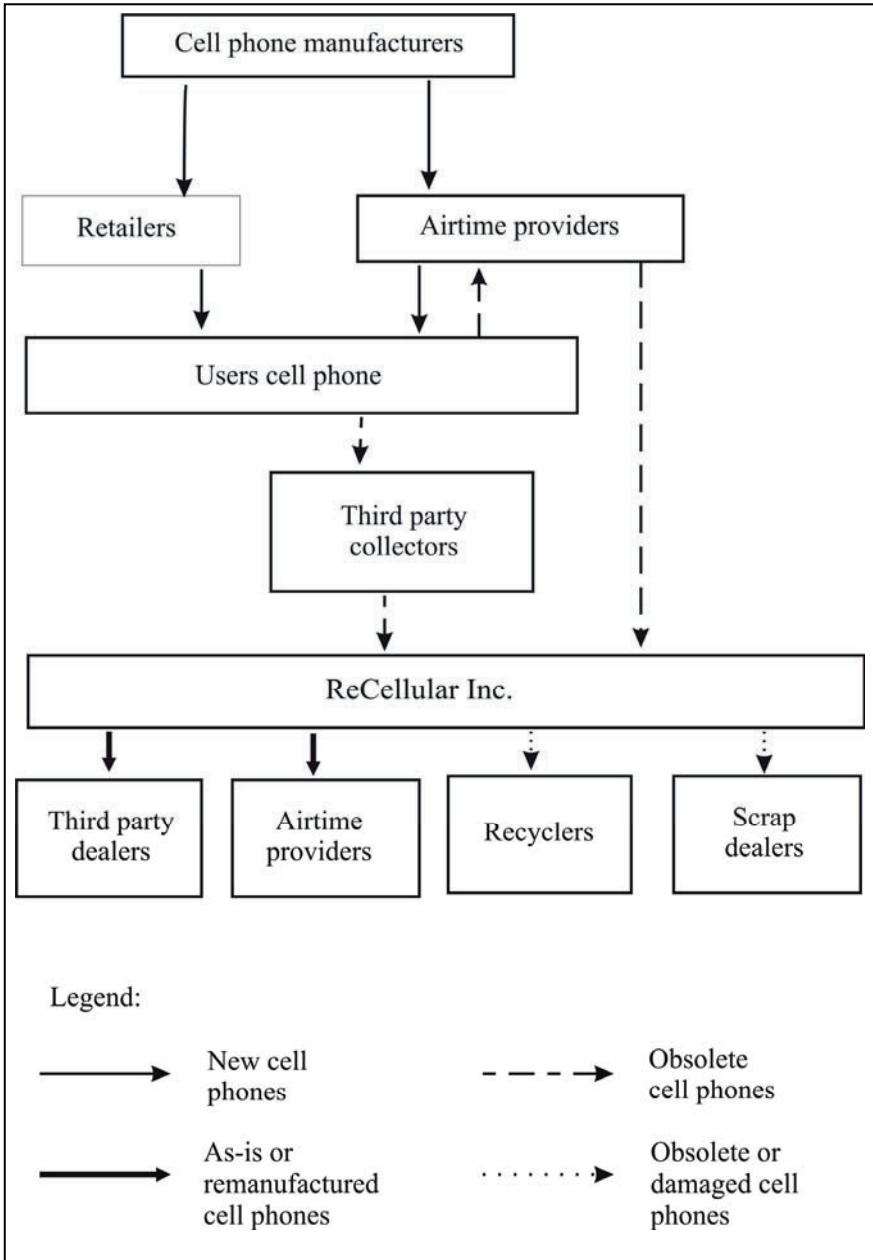 Cell phone manufacturers
Retailers
Airtime providers
Users cell phone
Third party
collectors
ReCellular Inc.
Third party
dealers
Airtime
providers
Recyclers
Scrap
dealers
Legend:
New cell
phones
Obsolete
cell phones
As-is or
remanufactured
cell phones
Obsolete or
damaged cell
phones